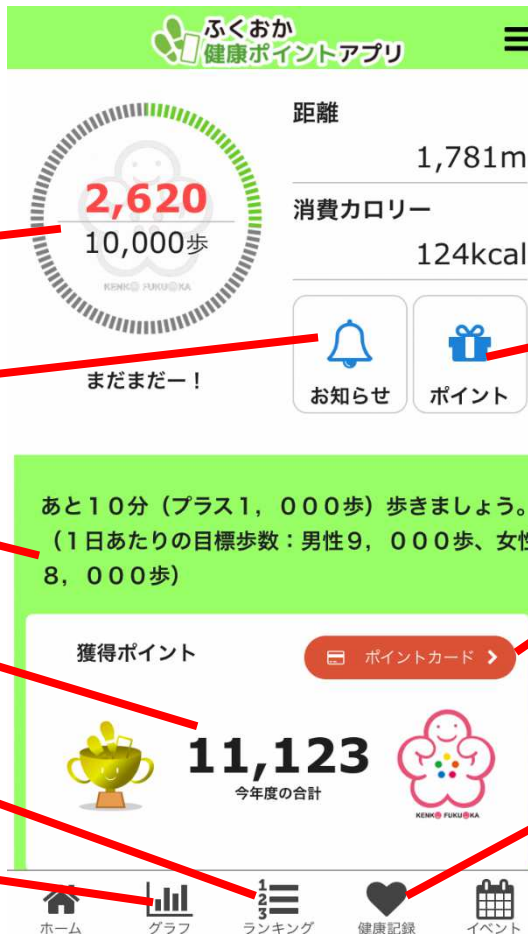 ふくおか
健康ポイントアプリ
2,620
10,000歩
KENKO FUKUOKA
まだまだー！
距離
1,781m
消費カロリー
124kcal
お知らせ
ポイント
あと１０分（プラス１，０００歩）歩きましょう。
（１日あたりの目標歩数：男性９，０００歩、女性
８，０００歩）
獲得ポイント
ポイントカード
11,123
今年度の合計
KENKO FUKUOKA
ホーム
グラフ
1
2
3
ランキング
健康記録
イベント